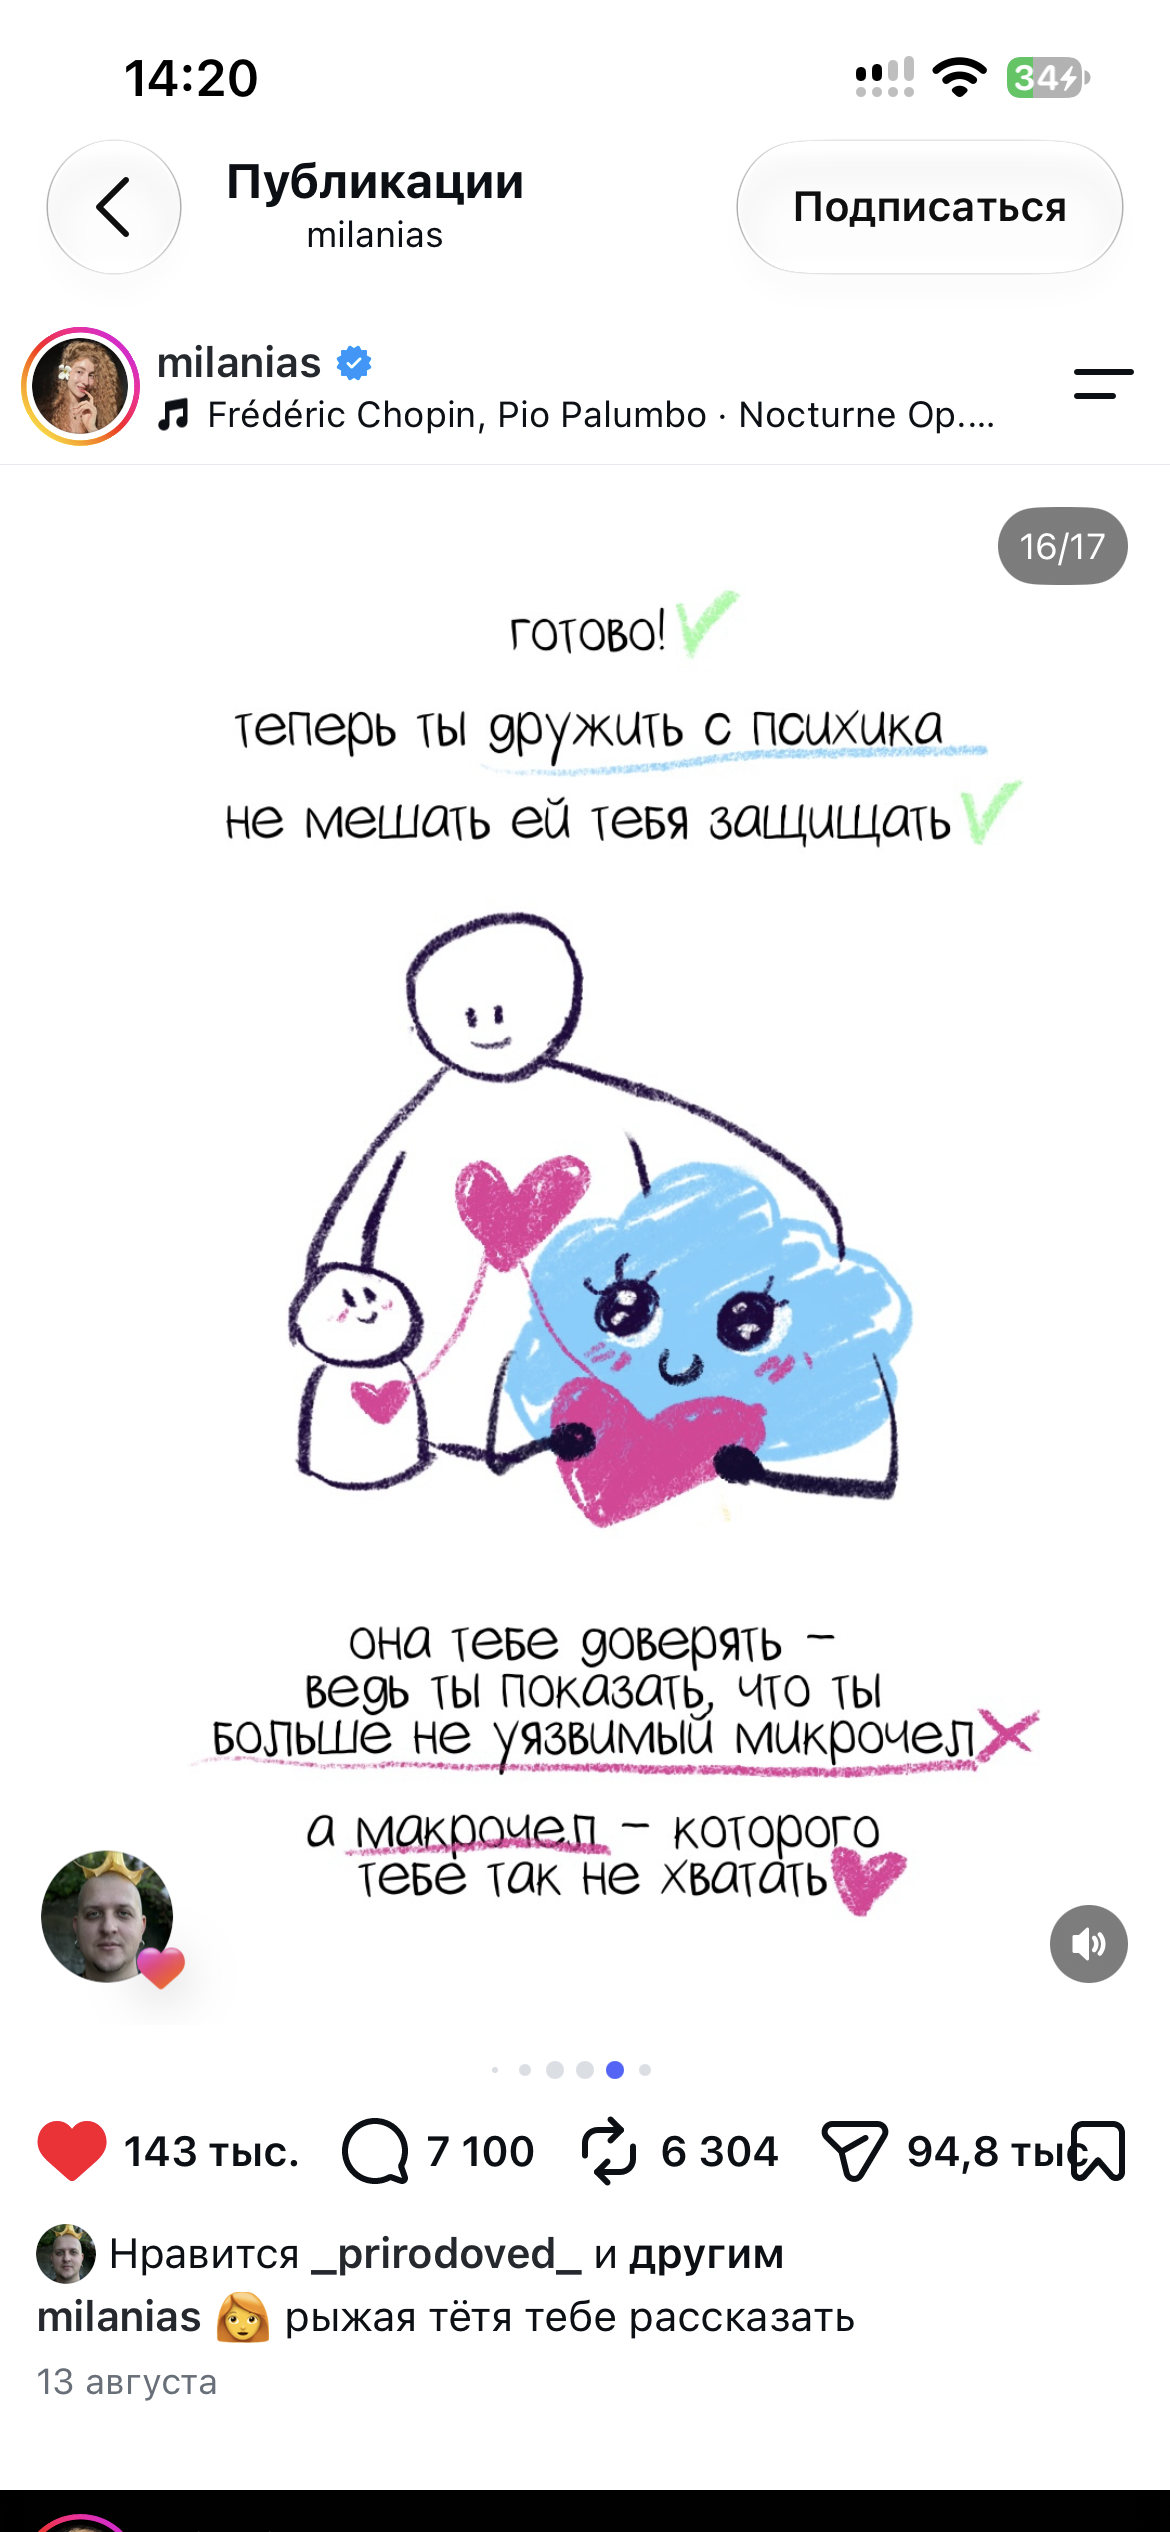 14:20
34
Публикации
Подписаться
milanias
milanias
Frédéric Chopin, Pio Palumbo · Nocturne Op....
16/17
готово!
теперь ты дружить с психика
не мешать ей тебя защищать
она тебе доверять –
ведь ты показать, что ты
больше не уязвимый микрочел
а макрочел – которого
тебе так не хватать
143 тыс.
7 100
6 304
94,8 тыс
Нравится _prirodoved_ и другим
milanias 👩‍🦰 рыжая тётя тебе рассказать
13 августа